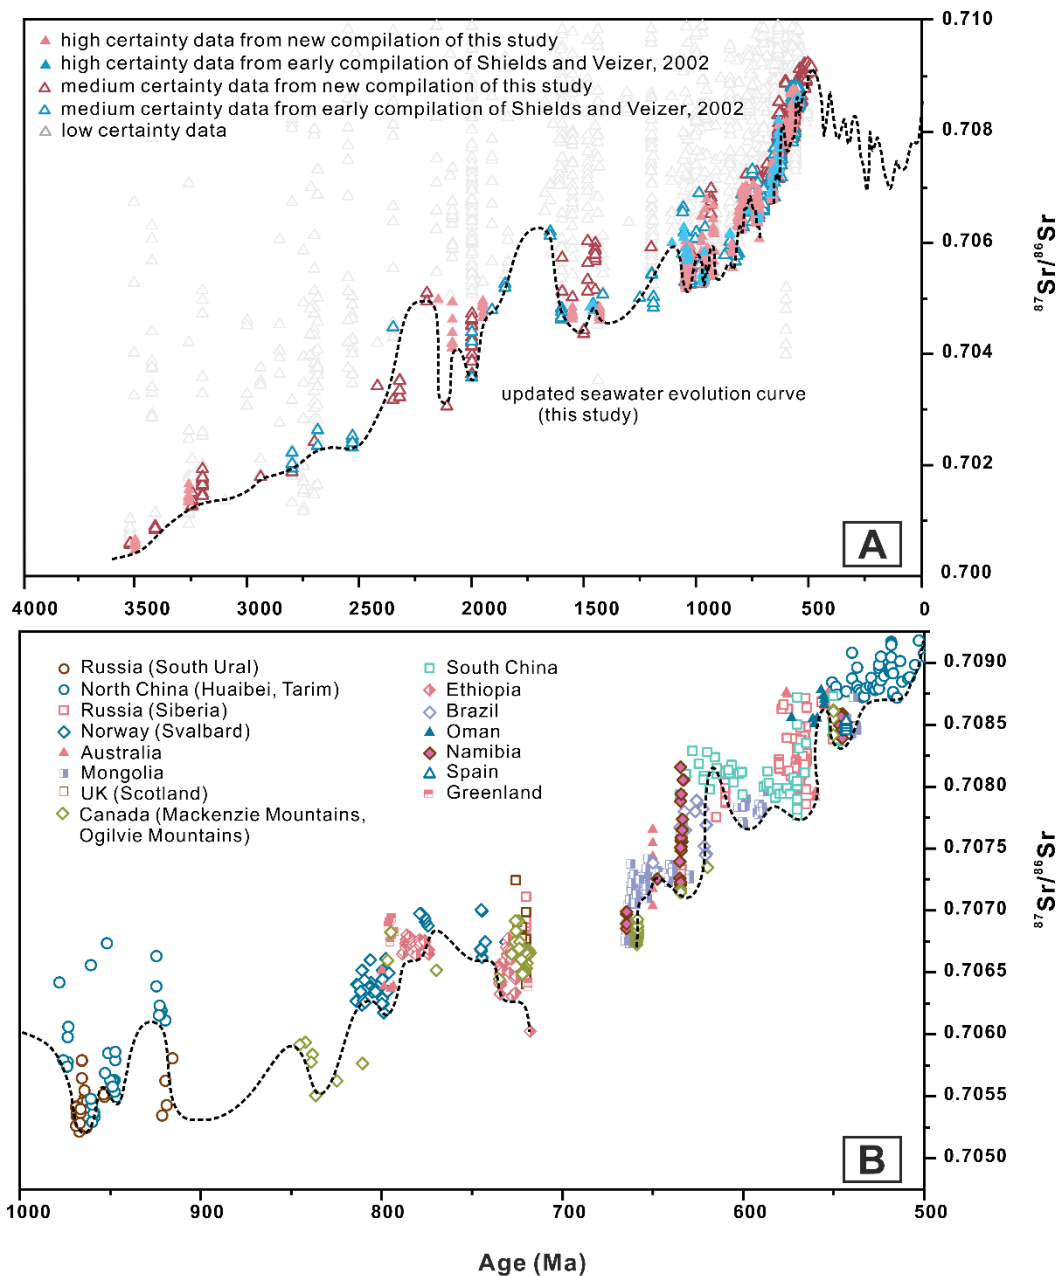 high certainty data from new compilation of this study
high certainty data from early compilation of Shields and Veizer, 2002
medium certainty data from new compilation of this study
medium certainty data from early compilation of Shields and Veizer, 2002
low certainty data
updated seawater evolution curve
(this study)
A
0.710
0.708
0.706
0.704
0.702
0.700
87Sr/86Sr
4000 3500 3000 2500 2000 1500 1000 500 0
Russia (South Ural)
North China (Huaibei, Tarim)
Russia (Siberia)
Norway (Svalbard)
Australia
Mongolia
UK (Scotland)
Canada (Mackenzie Mountains,
Ogilvie Mountains)
South China
Ethiopia
Brazil
Oman
Namibia
Spain
Greenland
B
0.7090
0.7085
0.7080
0.7075
0.7070
0.7065
0.7060
0.7055
0.7050
87Sr/86Sr
1000 900 800 700 600 500
Age (Ma)